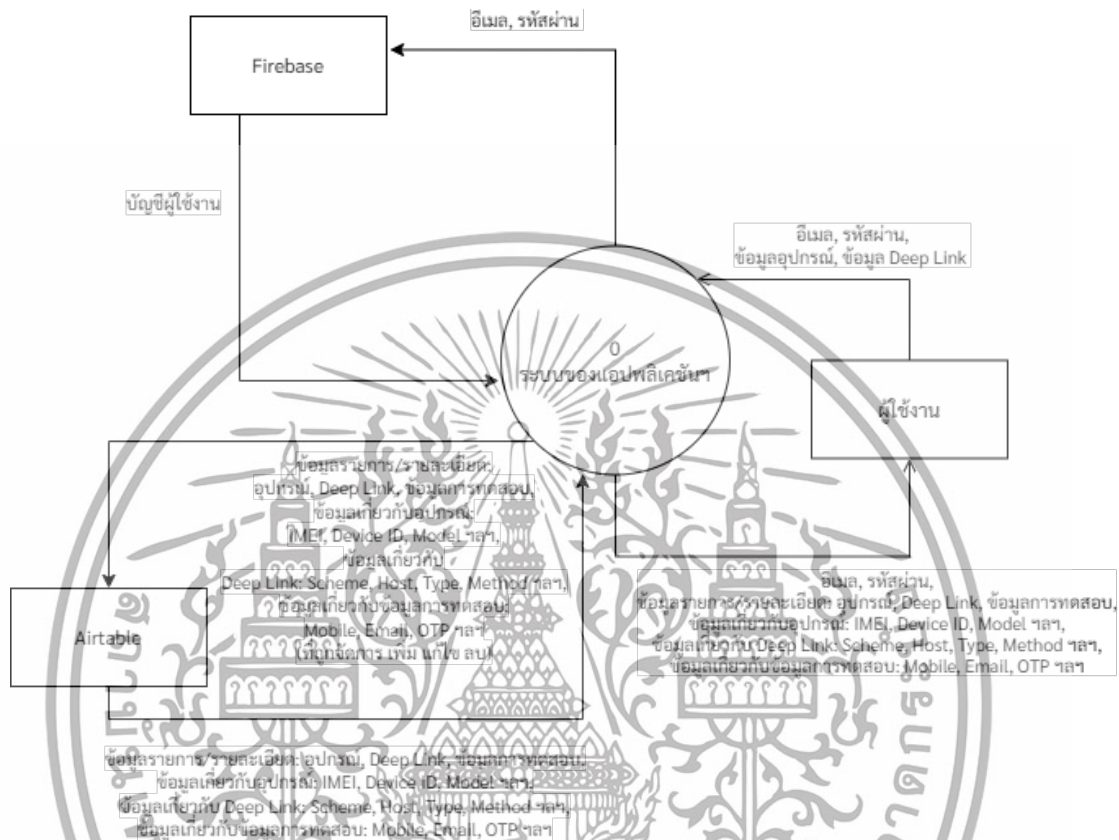 อีเมล, รหัสผ่าน
Firebase
บัญชีผู้ใช้งาน
อีเมล, รหัสผ่าน,
ข้อมูลอุปกรณ์, ข้อมูล Deep Link
0
ระบบของแอปพลิเคชันฯ
ผู้ใช้งาน
ข้อมูลรายการ/รายละเอียด:
อุปกรณ์, Deep Link, ข้อมูลการทดสอบ,
ข้อมูลเกี่ยวกับอุปกรณ์:
IMEI, Device ID, Model ฯลฯ,
ข้อมูลเกี่ยวกับ
Deep Link: Scheme, Host, Type, Method ฯลฯ,
ข้อมูลเกี่ยวกับข้อมูลการทดสอบ:
Mobile, Email, OTP ฯลฯ
(ที่ถูกจัดการ เพิ่ม แก้ไข ลบ)
Airtable
อีเมล, รหัสผ่าน,
ข้อมูลรายการ/รายละเอียด: อุปกรณ์, Deep Link, ข้อมูลการทดสอบ,
ข้อมูลเกี่ยวกับอุปกรณ์: IMEI, Device ID, Model ฯลฯ,
ข้อมูลเกี่ยวกับ Deep Link: Scheme, Host, Type, Method ฯลฯ,
ข้อมูลเกี่ยวกับข้อมูลการทดสอบ: Mobile, Email, OTP ฯลฯ
ข้อมูลรายการ/รายละเอียด: อุปกรณ์, Deep Link, ข้อมูลการทดสอบ,
ข้อมูลเกี่ยวกับอุปกรณ์: IMEI, Device ID, Model ฯลฯ,
ข้อมูลเกี่ยวกับ Deep Link: Scheme, Host, Type, Method ฯลฯ,
ข้อมูลเกี่ยวกับข้อมูลการทดสอบ: Mobile, Email, OTP ฯลฯ